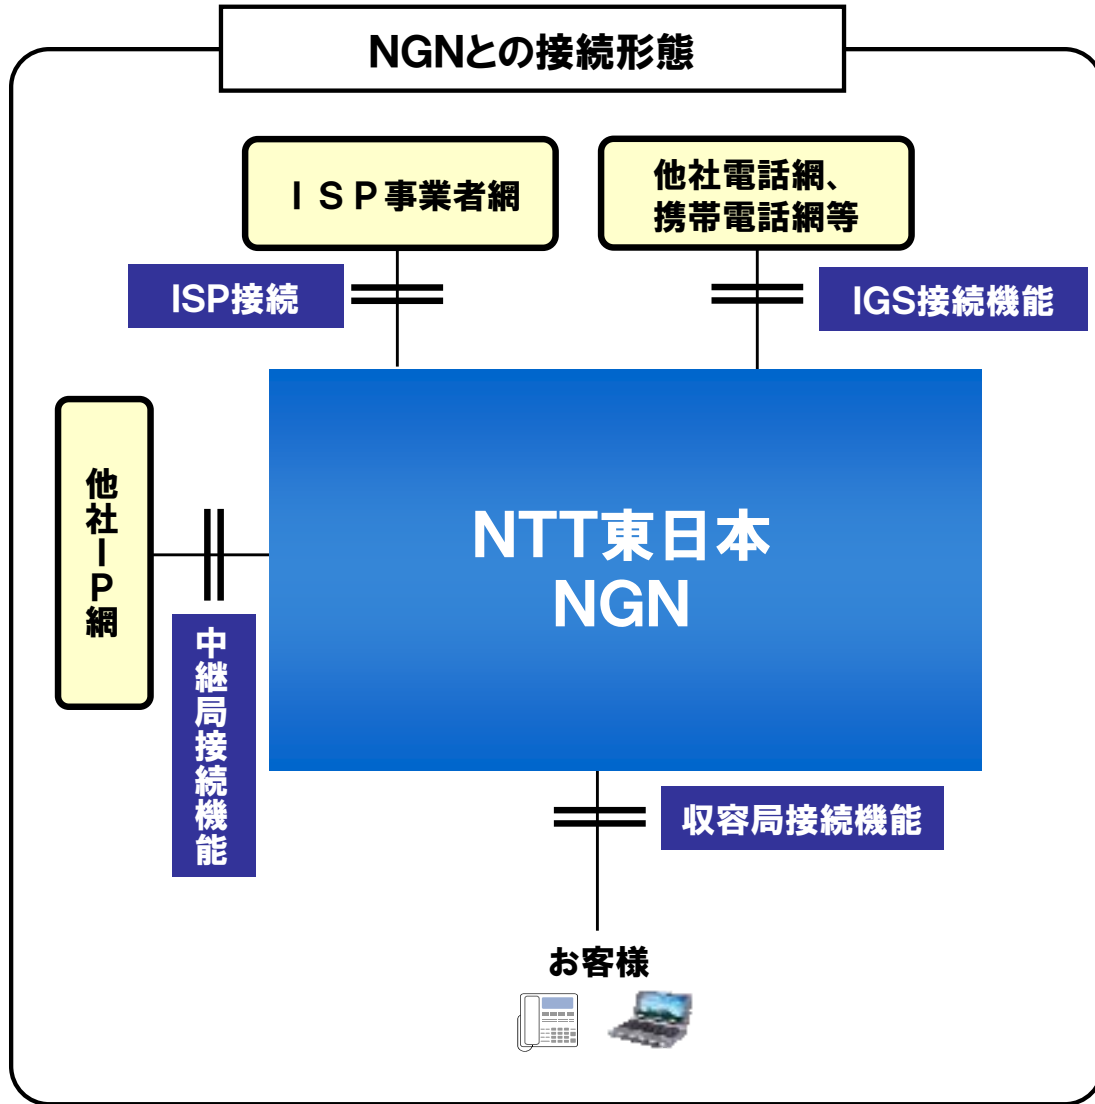 NGNとの接続形態
ISP事業者網
他社電話網、
携帯電話網等
ISP接続
IGS接続機能
他社IP網
NTT東日本
NGN
中継局接続機能
収容局接続機能
お客様